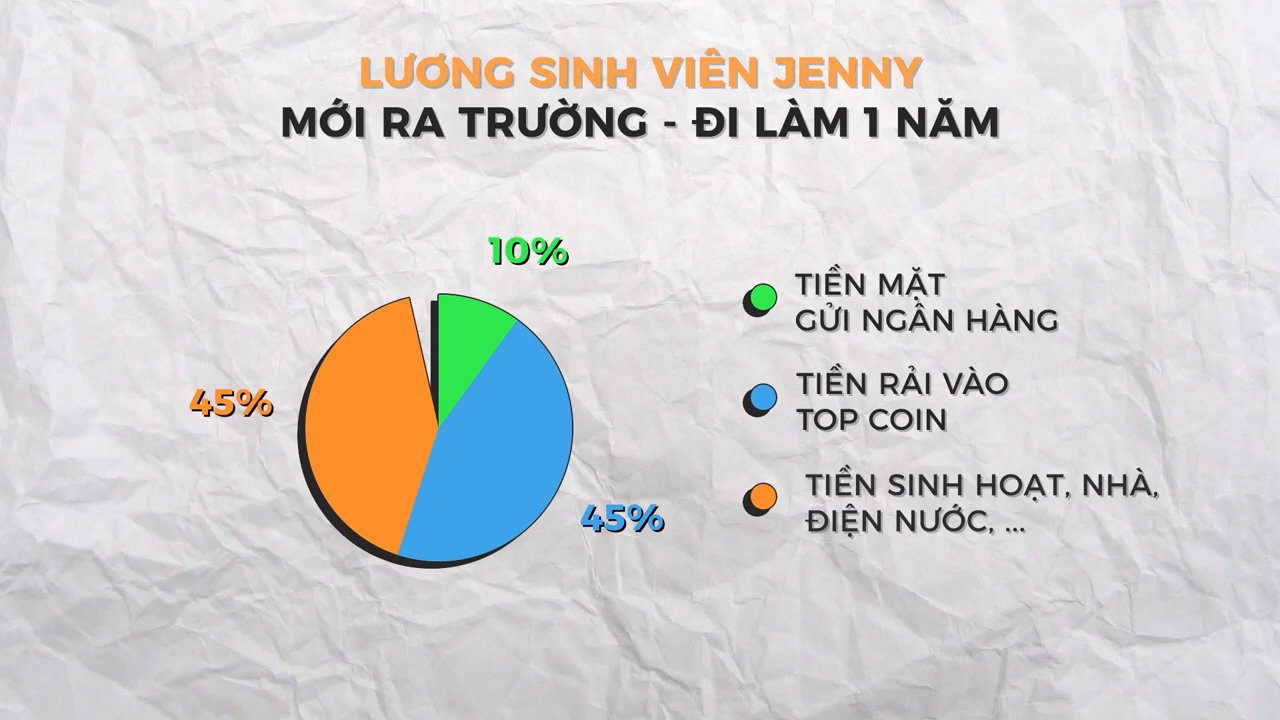 LƯƠNG SINH VIÊN JENNY
MỚI RA TRƯỜNG - ĐI LÀM 1 NĂM
10%
45%
45%
TIỀN MẶT
GỬI NGÂN HÀNG
TIỀN RẢI VÀO
TOP COIN
TIỀN SINH HOẠT, NHÀ,
ĐIỆN NƯỚC, ...